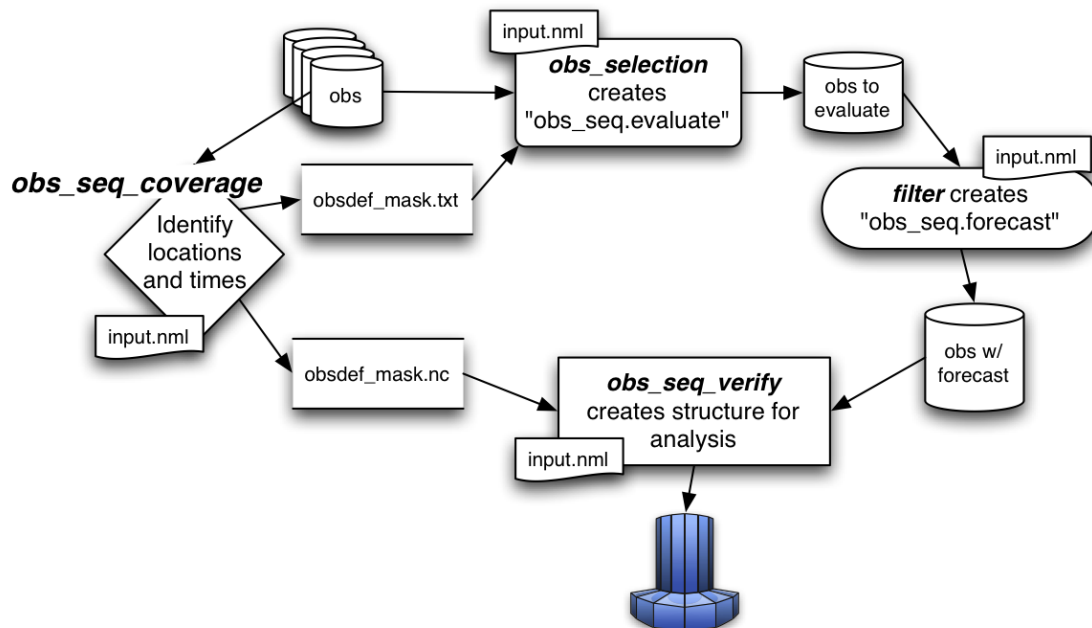 input.nml
obs_selection
creates
"obs_seq.evaluate"
obs
obs to
evaluate
input.nml
filter creates
"obs_seq.forecast"
obs_seq_coverage
Identify
locations
and times
input.nml
obsdef_mask.txt
obsdef_mask.nc
obs w/
forecast
obs_seq_verify
creates structure for
analysis
input.nml